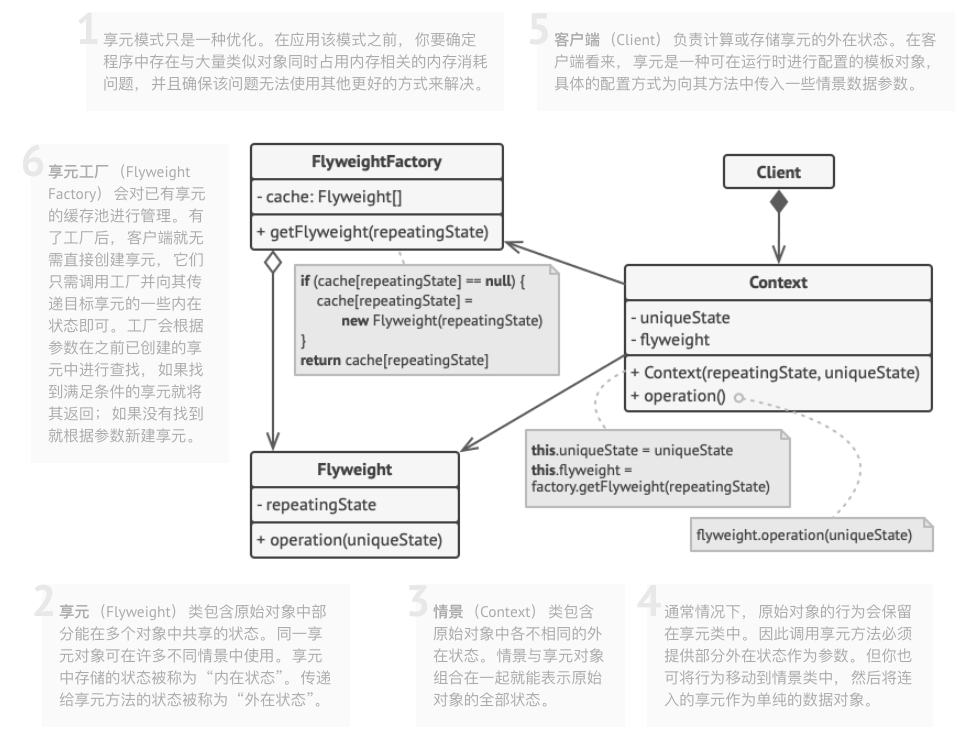 1
享元模式只是一种优化。在应用该模式之前，你要确定
程序中存在与大量类似对象同时占用内存相关的内存消耗
问题，并且确保该问题无法使用其他更好的方式来解决。
5
客户端（Client）负责计算或存储享元的外在状态。在客
户端看来，享元是一种可在运行时进行配置的模板对象，
具体的配置方式为向其方法中传入一些情景数据参数。
6
享元工厂（Flyweight
Factory）会对已有享元
的缓存池进行管理。有
了工厂后，客户端就无
需直接创建享元，它们
只需调用工厂并向其传
递目标享元的一些内在
状态即可。工厂会根据
参数在之前已创建的享
元中进行查找，如果找
到满足条件的享元就将
其返回；如果没有找到
就根据参数新建享元。
FlyweightFactory
- cache: Flyweight[]
+ getFlyweight(repeatingState)
if (cache[repeatingState] == null) {
cache[repeatingState] =
new Flyweight(repeatingState)
}
return cache[repeatingState]
Client
Context
- uniqueState
- flyweight
+ Context(repeatingState, uniqueState)
+ operation()
this.uniqueState = uniqueState
this.flyweight =
factory.getFlyweight(repeatingState)
flyweight.operation(uniqueState)
Flyweight
- repeatingState
+ operation(uniqueState)
2
享元（Flyweight）类包含原始对象中部
分能在多个对象中共享的状态。同一享
元对象可在许多不同情景中使用。享元
中存储的状态被称为“内在状态”。传递
给享元方法的状态被称为“外在状态”。
3
情景（Context）类包含
原始对象中各不相同的外
在状态。情景与享元对象
组合在一起就能表示原始
对象的全部状态。
4
通常情况下，原始对象的行为会保留
在享元类中。因此调用享元方法必须
提供部分外在状态作为参数。但你也
可将行为移动到情景类中，然后将连
入的享元作为单纯的数据对象。